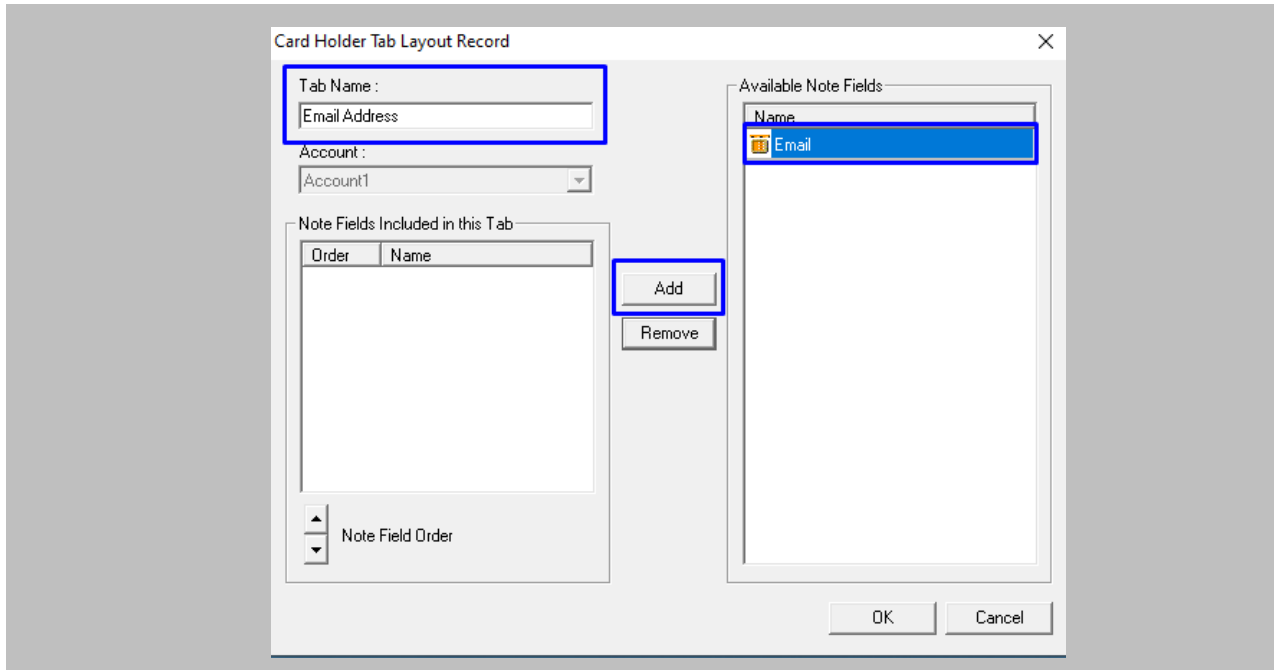 Card Holder Tab Layout Record
Tab Name :
Email Address
Account :
Account1
Note Fields Included in this Tab
Order Name
Note Field Order
Add
Remove
Available Note Fields
Name
Email
OK Cancel